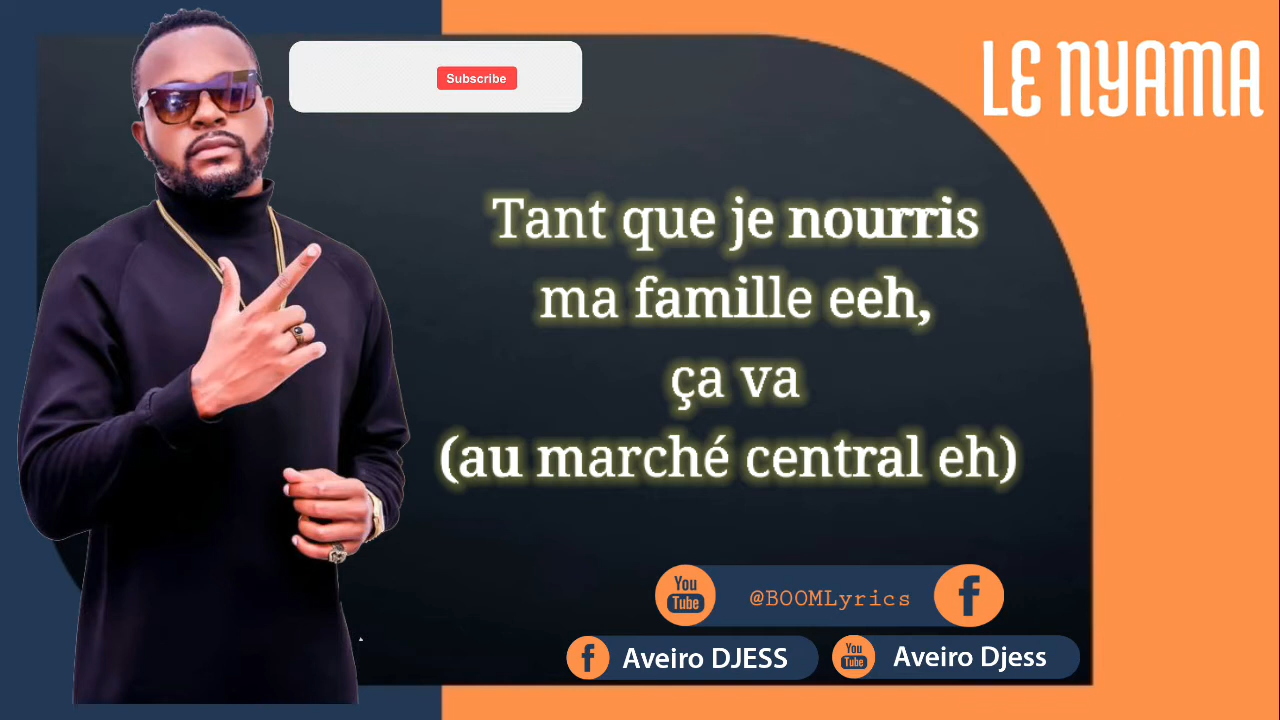 Subscribe
LE NYAMA
Tant que je nourris
ma famille eeh,
ça va
(au marché central eh)
You
Tube
@BOOMLyrics
f
f
Aveiro DJESS
You
Tube
Aveiro Djess